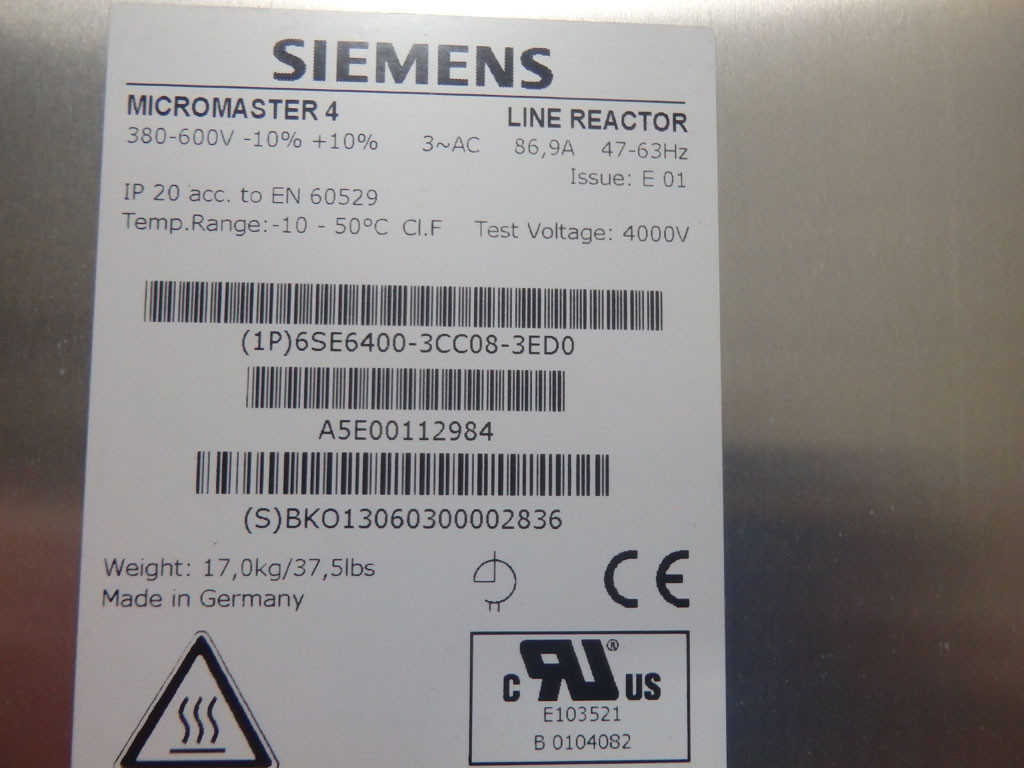 SIEMENS
MICROMASTER 4 LINE REACTOR
380-600V -10% +10% 3~AC 86,9A 47-63Hz
Issue: E 01
IP 20 acc. to EN 60529
Temp.Range:-10 - 50°C Cl.F Test Voltage: 4000V
(1P)6SE6400-3CC08-3ED0
A5E00112984
(S)BKO13060300002836
Weight: 17,0kg/37,5lbs
Made in Germany
CE
C RU® US
E103521
B 0104082